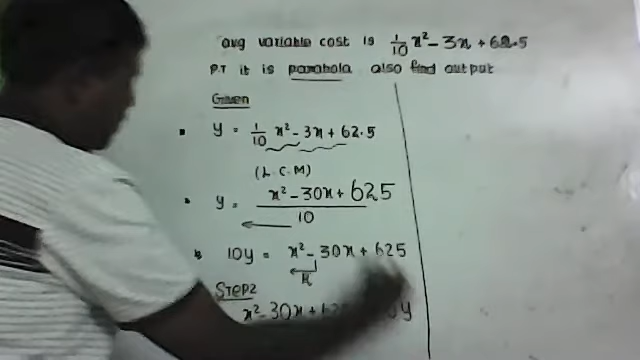 avg variable cost is 1/10 x² - 3x + 62.5
P.T it is parabola also find output
Given
y = 1/10 x² - 3x + 62.5
(L.C.M)
y = x² - 30x + 625 / 10
10y = x² - 30x + 625
k
STEP2
x² - 30x + y